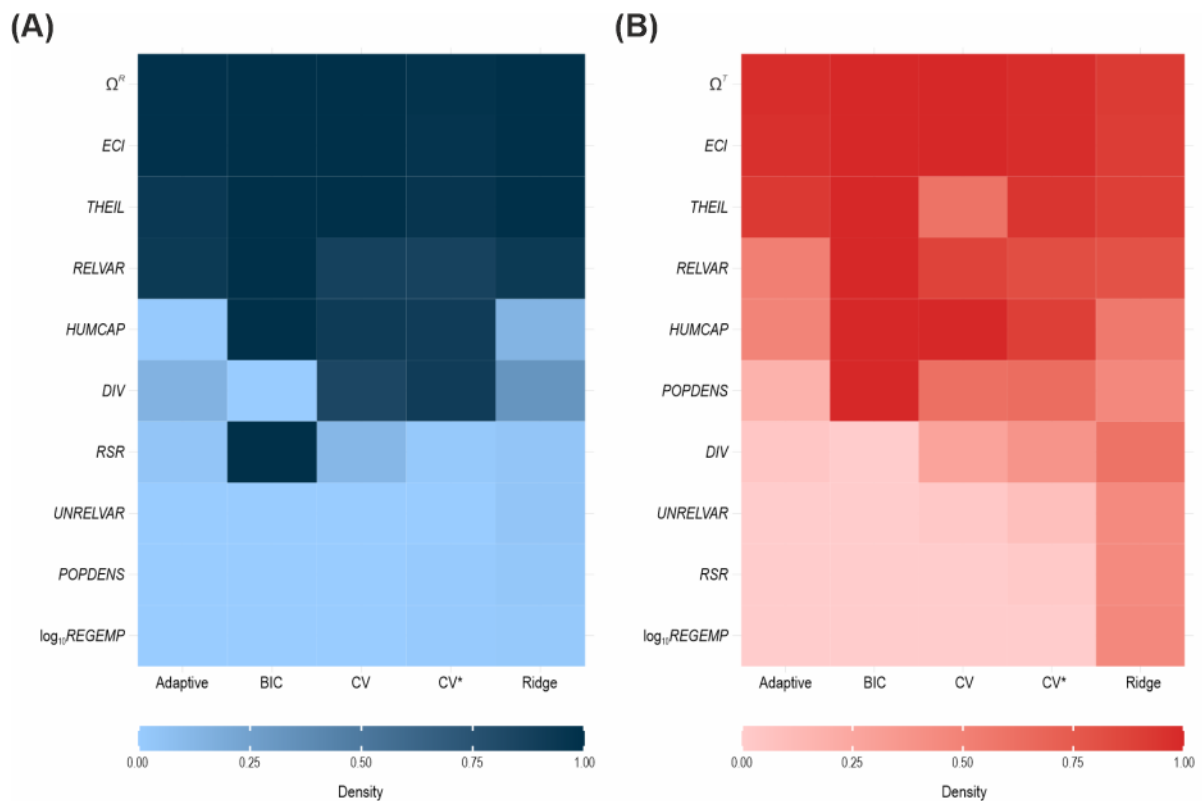 (A)
Ω^R
ECI
THEIL
RELVAR
HUMCAP
DIV
RSR
UNRELVAR
POPDENS
log₁₀REGEMP
Adaptive BIC CV CV* Ridge
0.00 0.25 0.50 0.75 1.00
Density
(B)
Ω^T
ECI
THEIL
RELVAR
HUMCAP
POPDENS
DIV
UNRELVAR
RSR
log₁₀REGEMP
Adaptive BIC CV CV* Ridge
0.00 0.25 0.50 0.75 1.00
Density